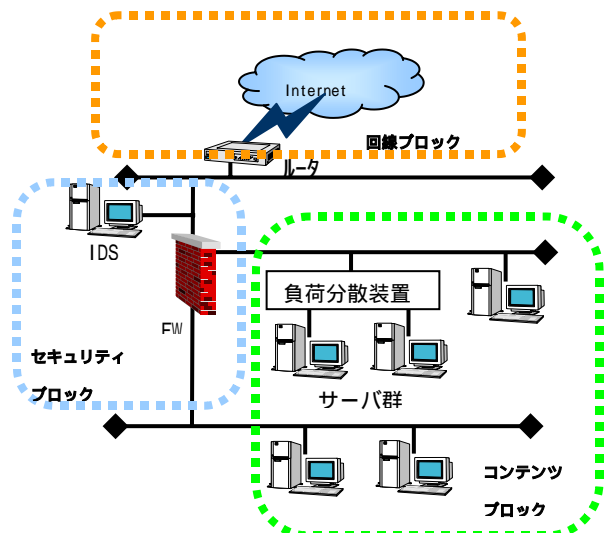 Internet
回線ブロック
ルータ
IDS
負荷分散装置
FW
セキュリティ
ブロック
サーバ群
コンテンツ
ブロック